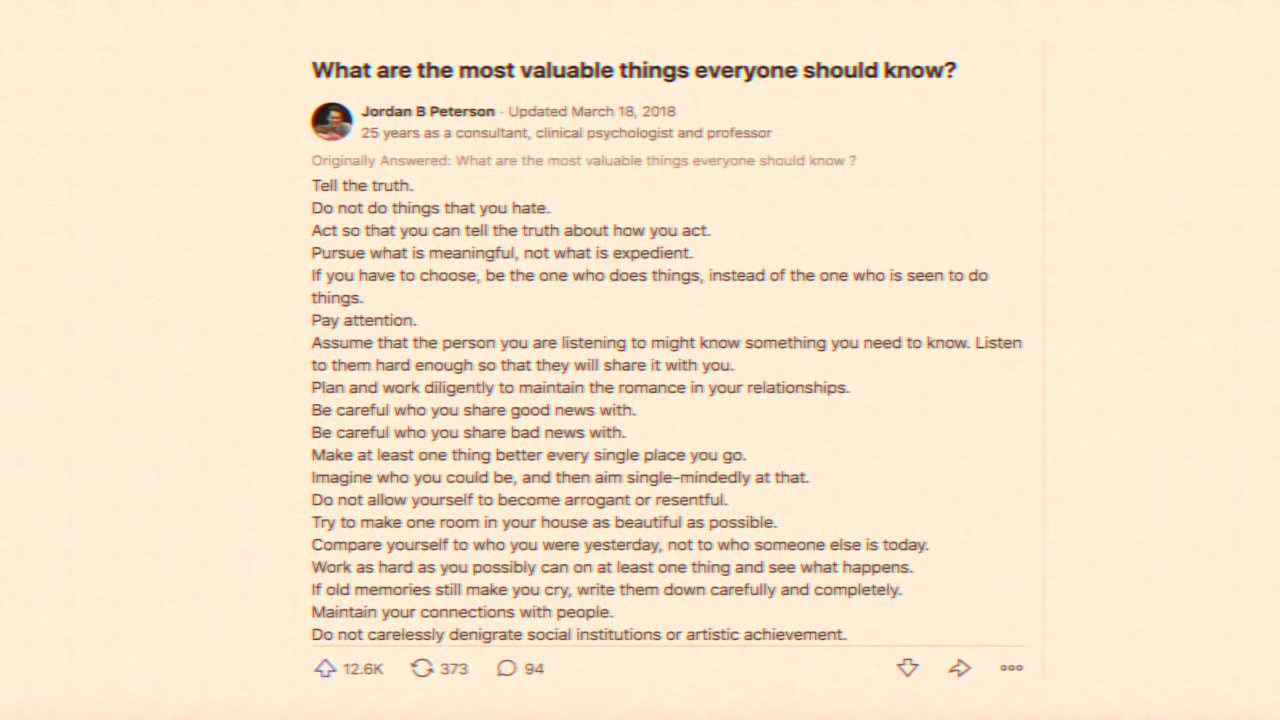 What are the most valuable things everyone should know?
Jordan B Peterson · Updated March 18, 2018
25 years as a consultant, clinical psychologist and professor
Originally Answered: What are the most valuable things everyone should know ?
Tell the truth.
Do not do things that you hate.
Act so that you can tell the truth about how you act.
Pursue what is meaningful, not what is expedient.
If you have to choose, be the one who does things, instead of the one who is seen to do
things.
Pay attention.
Assume that the person you are listening to might know something you need to know. Listen
to them hard enough so that they will share it with you.
Plan and work diligently to maintain the romance in your relationships.
Be careful who you share good news with.
Be careful who you share bad news with.
Make at least one thing better every single place you go.
Imagine who you could be, and then aim single-mindedly at that.
Do not allow yourself to become arrogant or resentful.
Try to make one room in your house as beautiful as possible.
Compare yourself to who you were yesterday, not to who someone else is today.
Work as hard as you possibly can on at least one thing and see what happens.
If old memories still make you cry, write them down carefully and completely.
Maintain your connections with people.
Do not carelessly denigrate social institutions or artistic achievement.
12.6K 373 94